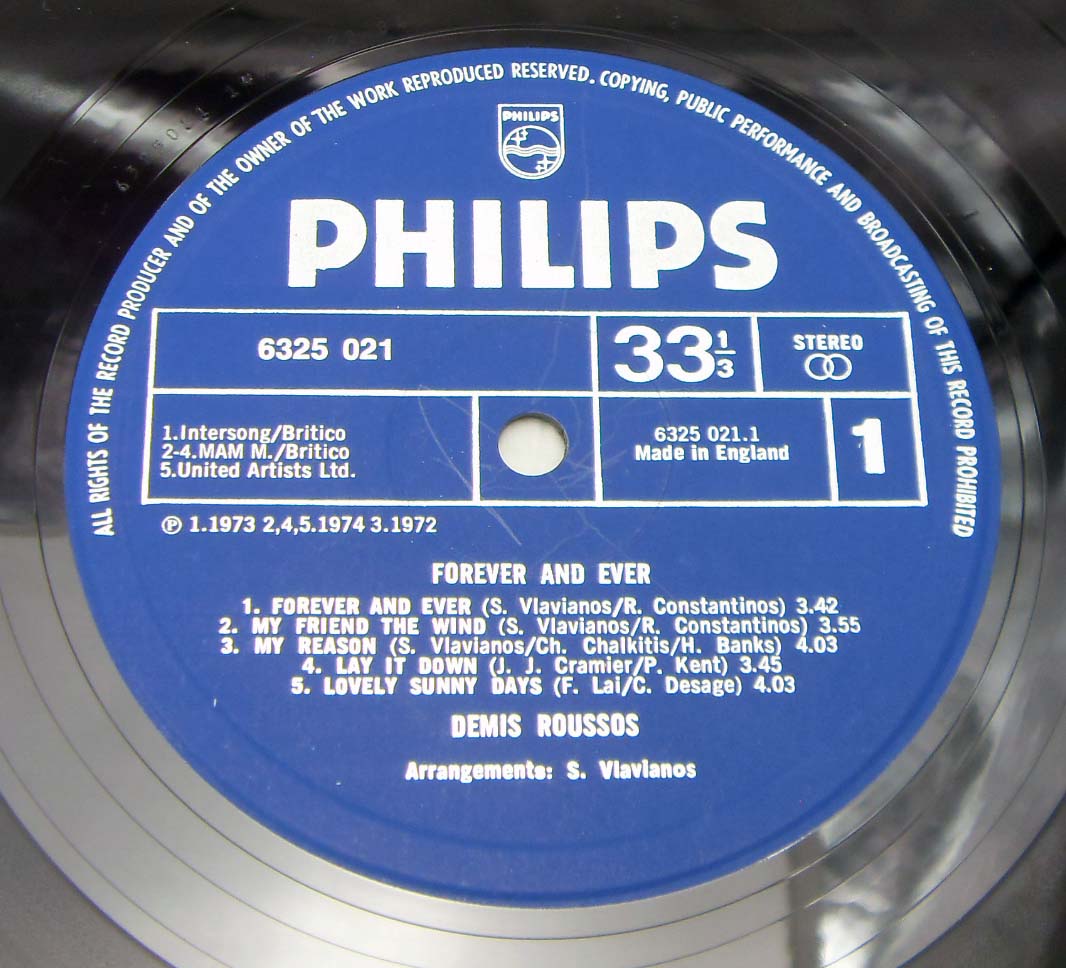 ALL RIGHTS OF THE RECORD PRODUCER AND OF THE OWNER OF THE WORK REPRODUCED RESERVED. COPYING, PUBLIC PERFORMANCE AND BROADCASTING OF THIS RECORD PROHIBITED
PHILIPS
PHILIPS
6325 021
33 1/3
STEREO
1.Intersong/Britico
2-4.MAM M./Britico
5.United Artists Ltd.
6325 021.1
Made in England
1
℗ 1.1973 2,4,5.1974 3.1972
FOREVER AND EVER
1. FOREVER AND EVER (S. Vlavianos/R. Constantinos) 3.42
2. MY FRIEND THE WIND (S. Vlavianos/R. Constantinos) 3.55
3. MY REASON (S. Vlavianos/Ch. Chalkitis/H. Banks) 4.03
4. LAY IT DOWN (J. J. Cramier/P. Kent) 3.45
5. LOVELY SUNNY DAYS (F. Lai/C. Desage) 4.03
DEMIS ROUSSOS
Arrangements: S. Vlavianos